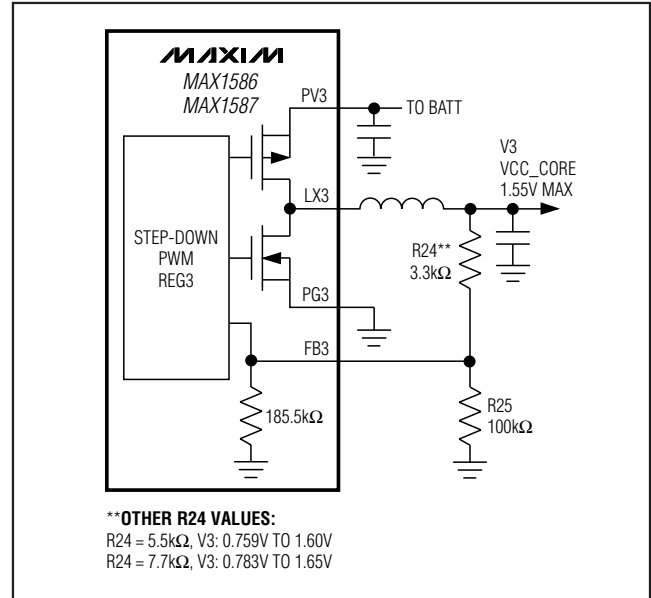 MAXIM
MAX1586
MAX1587
PV3
TO BATT
V3
VCC_CORE
1.55V MAX
LX3
STEP-DOWN
PWM
REG3
R24**
3.3kΩ
PG3
FB3
185.5kΩ
R25
100kΩ
**OTHER R24 VALUES:
R24 = 5.5kΩ, V3: 0.759V TO 1.60V
R24 = 7.7kΩ, V3: 0.783V TO 1.65V